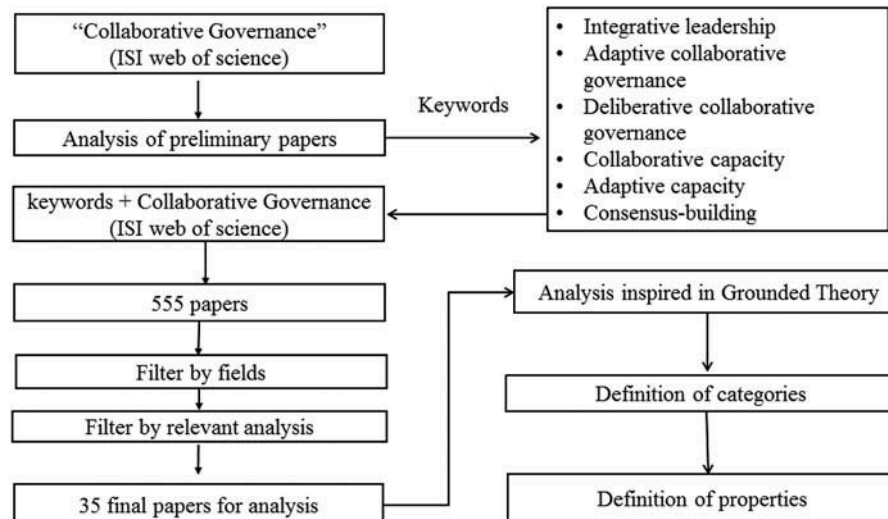 “Collaborative Governance”
(ISI web of science)
Analysis of preliminary papers
Keywords
• Integrative leadership
• Adaptive collaborative
governance
• Deliberative collaborative
governance
• Collaborative capacity
• Adaptive capacity
• Consensus-building
keywords + Collaborative Governance
(ISI web of science)
555 papers
Filter by fields
Filter by relevant analysis
35 final papers for analysis
Analysis inspired in Grounded Theory
Definition of categories
Definition of properties